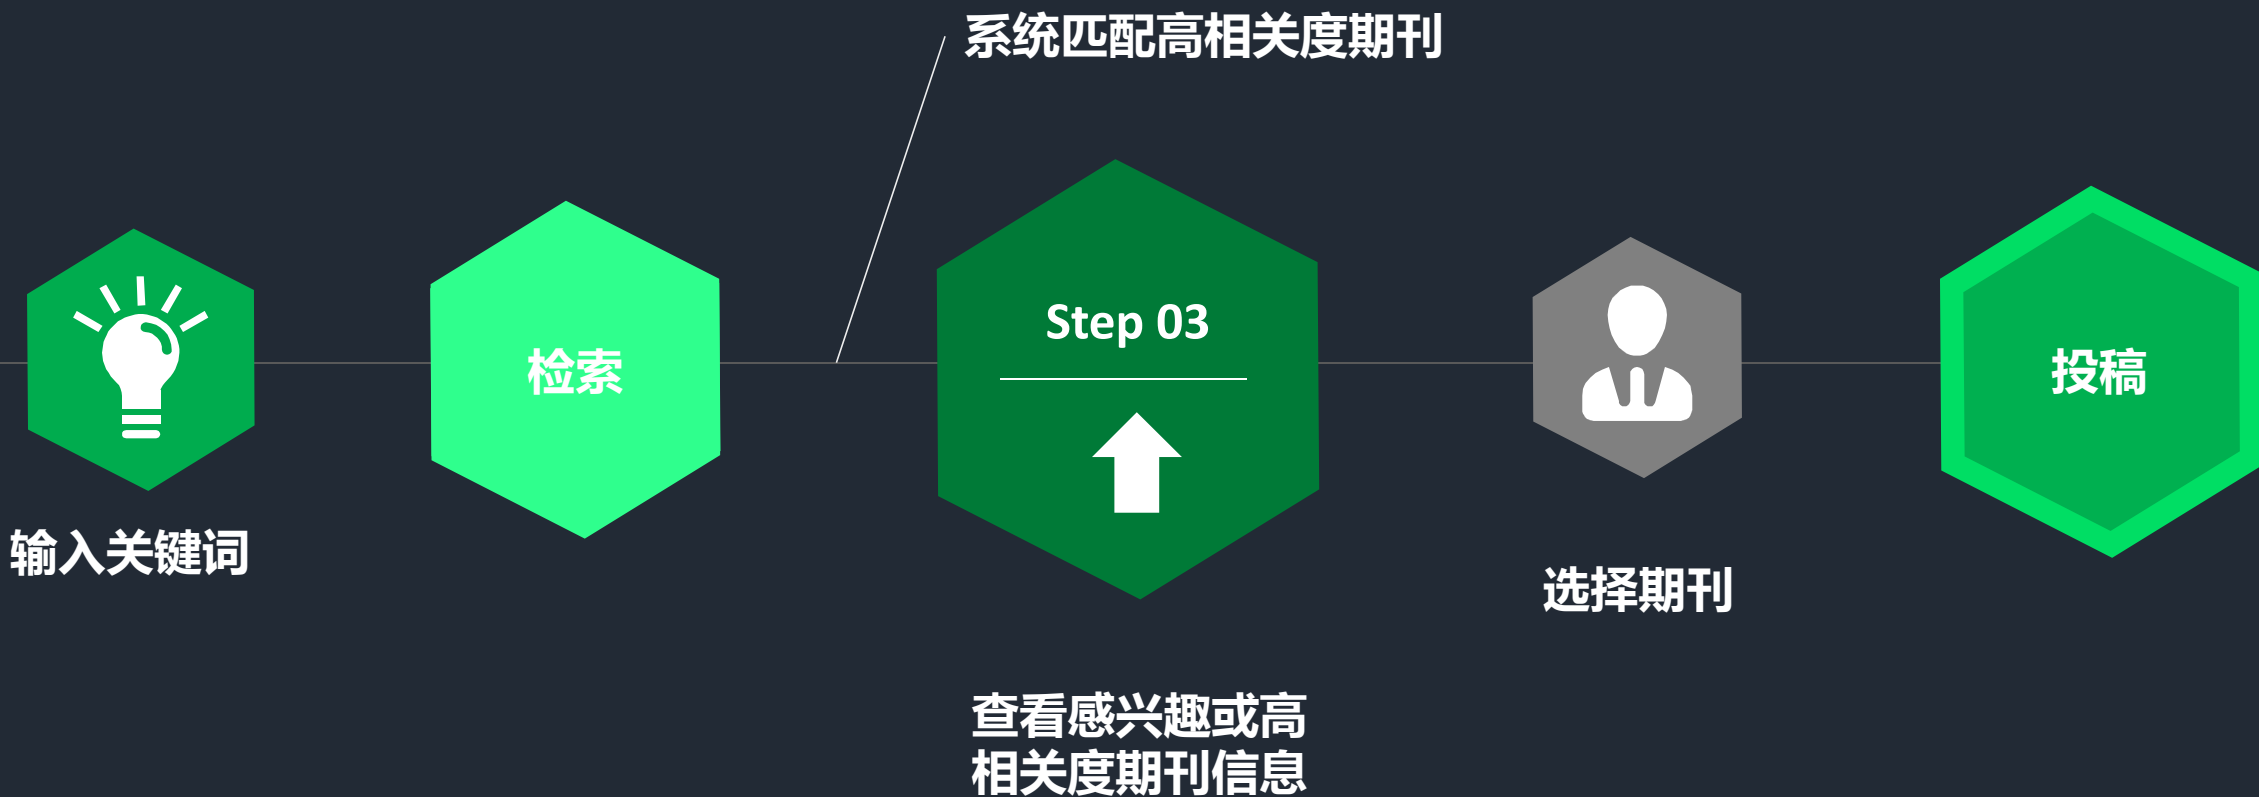 系统匹配高相关度期刊
输入关键词
检索
Step 03
查看感兴趣或高
相关度期刊信息
选择期刊
投稿